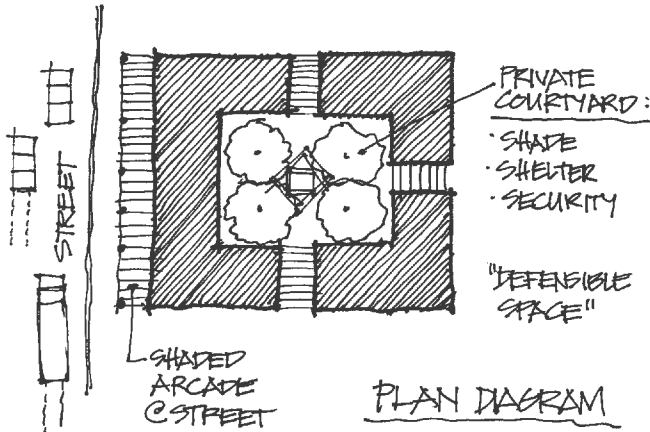 STREET
PRIVATE
COURTYARD:
· SHADE
· SHELTER
· SECURITY
"DEFENSIBLE
SPACE"
SHADED
ARCADE
@ STREET
PLAN DIAGRAM